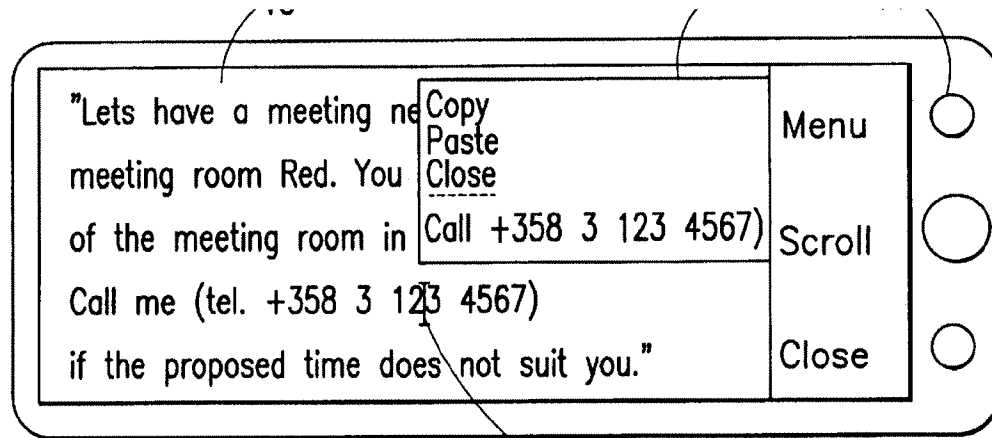 "Lets have a meeting ne
meeting room Red. You
of the meeting room in
Call me (tel. +358 3 123 4567)
if the proposed time does not suit you."
Copy
Paste
Close
Call +358 3 123 4567)
Menu
Scroll
Close